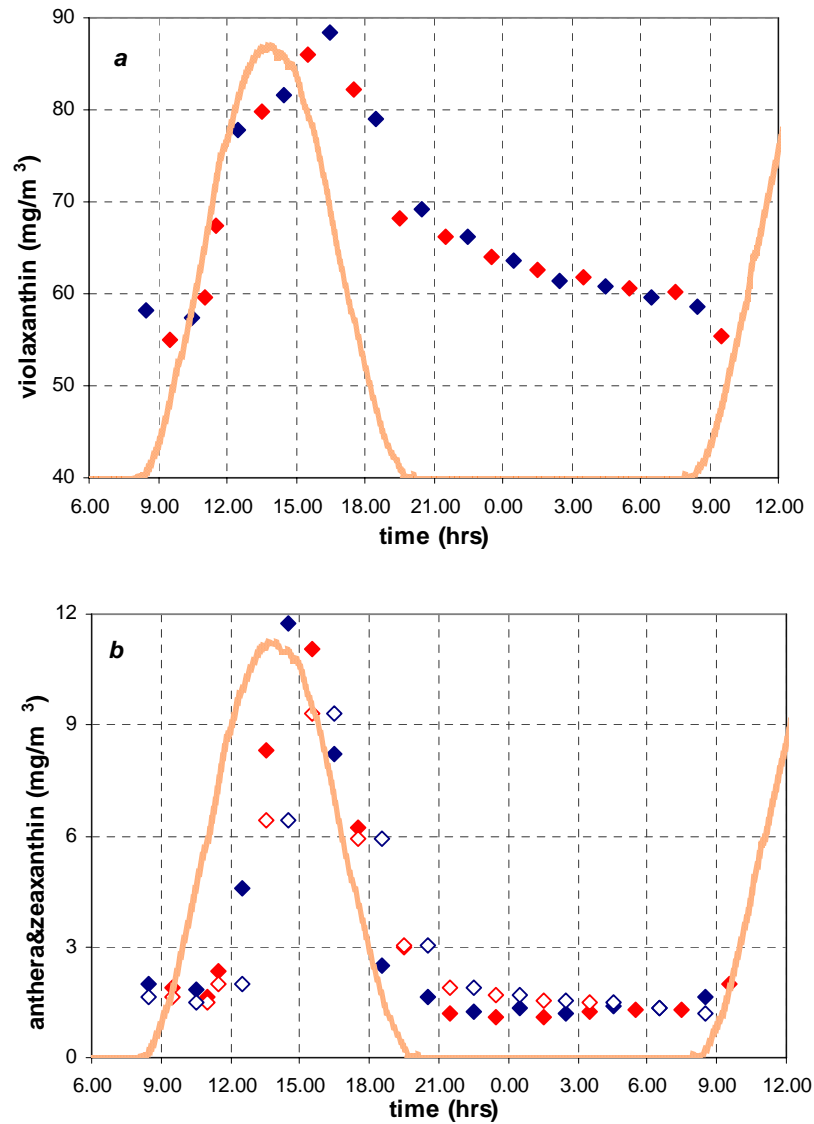 a
violaxanthin (mg/m ³)
90
80
70
60
50
40
6.00 9.00 12.00 15.00 18.00 21.00 0.00 3.00 6.00 9.00 12.00
time (hrs)
b
anthera&zeaxanthin (mg/m ³)
12
9
6
3
0
6.00 9.00 12.00 15.00 18.00 21.00 0.00 3.00 6.00 9.00 12.00
time (hrs)